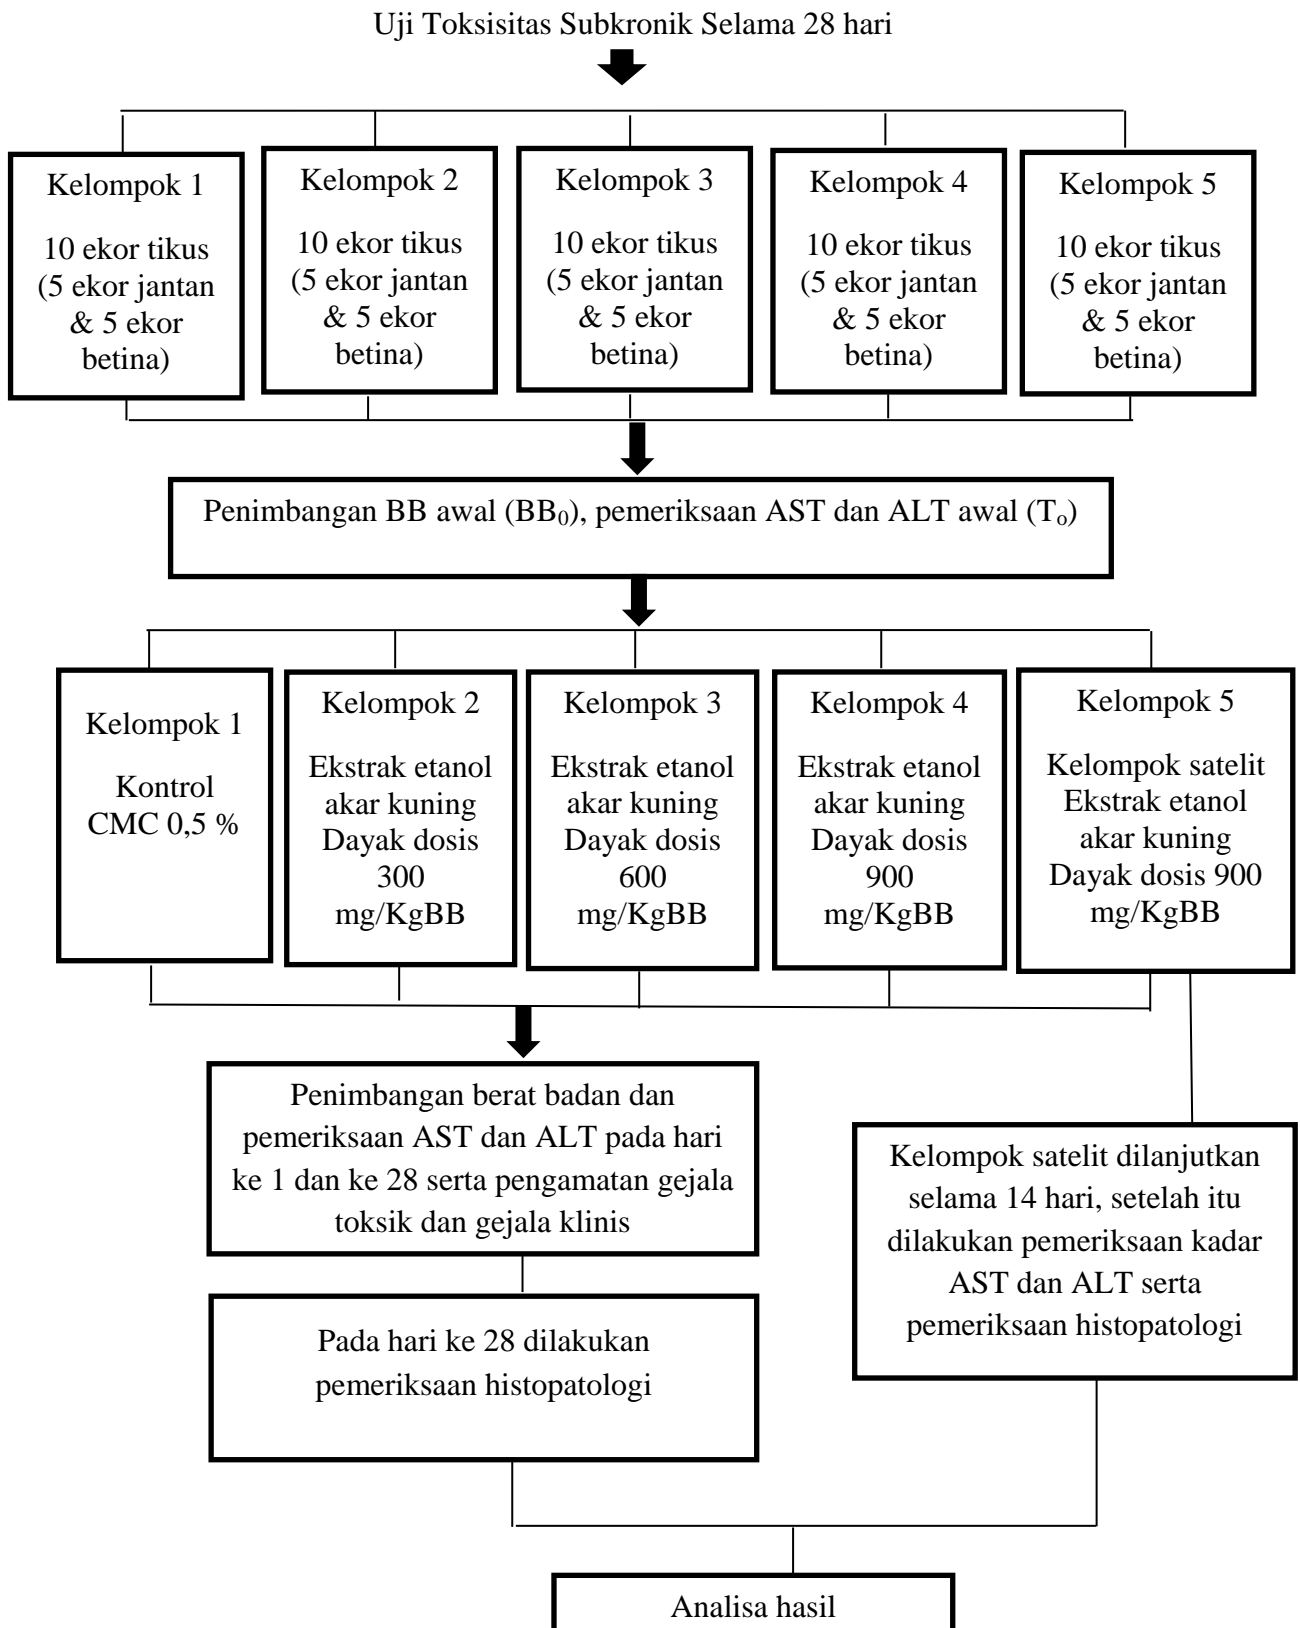 Uji Toksisitas Subkronik Selama 28 hari
Kelompok 1
10 ekor tikus
(5 ekor jantan
& 5 ekor
betina)
Kelompok 2
10 ekor tikus
(5 ekor jantan
& 5 ekor
betina)
Kelompok 3
10 ekor tikus
(5 ekor jantan
& 5 ekor
betina)
Kelompok 4
10 ekor tikus
(5 ekor jantan
& 5 ekor
betina)
Kelompok 5
10 ekor tikus
(5 ekor jantan
& 5 ekor
betina)
Penimbangan BB awal (BB₀), pemeriksaan AST dan ALT awal (Tₒ)
Kelompok 1
Kontrol
CMC 0,5 %
Kelompok 2
Ekstrak etanol
akar kuning
Dayak dosis
300
mg/KgBB
Kelompok 3
Ekstrak etanol
akar kuning
Dayak dosis
600
mg/KgBB
Kelompok 4
Ekstrak etanol
akar kuning
Dayak dosis
900
mg/KgBB
Kelompok 5
Kelompok satelit
Ekstrak etanol
akar kuning
Dayak dosis 900
mg/KgBB
Penimbangan berat badan dan
pemeriksaan AST dan ALT pada hari
ke 1 dan ke 28 serta pengamatan gejala
toksik dan gejala klinis
Kelompok satelit dilanjutkan
selama 14 hari, setelah itu
dilakukan pemeriksaan kadar
AST dan ALT serta
pemeriksaan histopatologi
Pada hari ke 28 dilakukan
pemeriksaan histopatologi
Analisa hasil